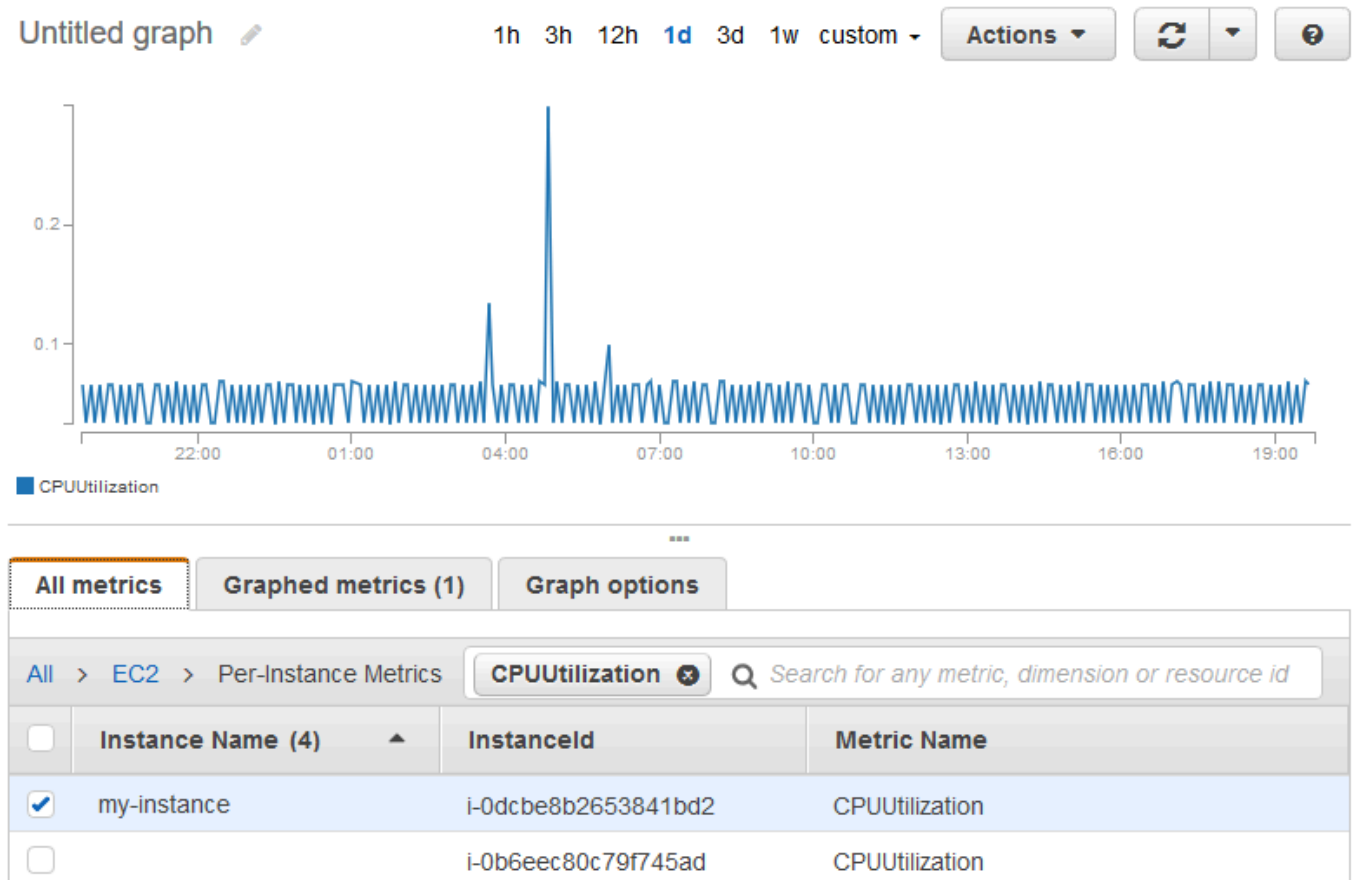 Untitled graph 1h 3h 12h 1d 3d 1w custom Actions
0.2
0.1
22:00 01:00 04:00 07:00 10:00 13:00 16:00 19:00
CPUUtilization
All metrics Graphed metrics (1) Graph options
All > EC2 > Per-Instance Metrics CPUUtilization Search for any metric, dimension or resource id
Instance Name (4) InstanceId Metric Name
my-instance i-0dcbe8b2653841bd2 CPUUtilization
i-0b6eec80c79f745ad CPUUtilization